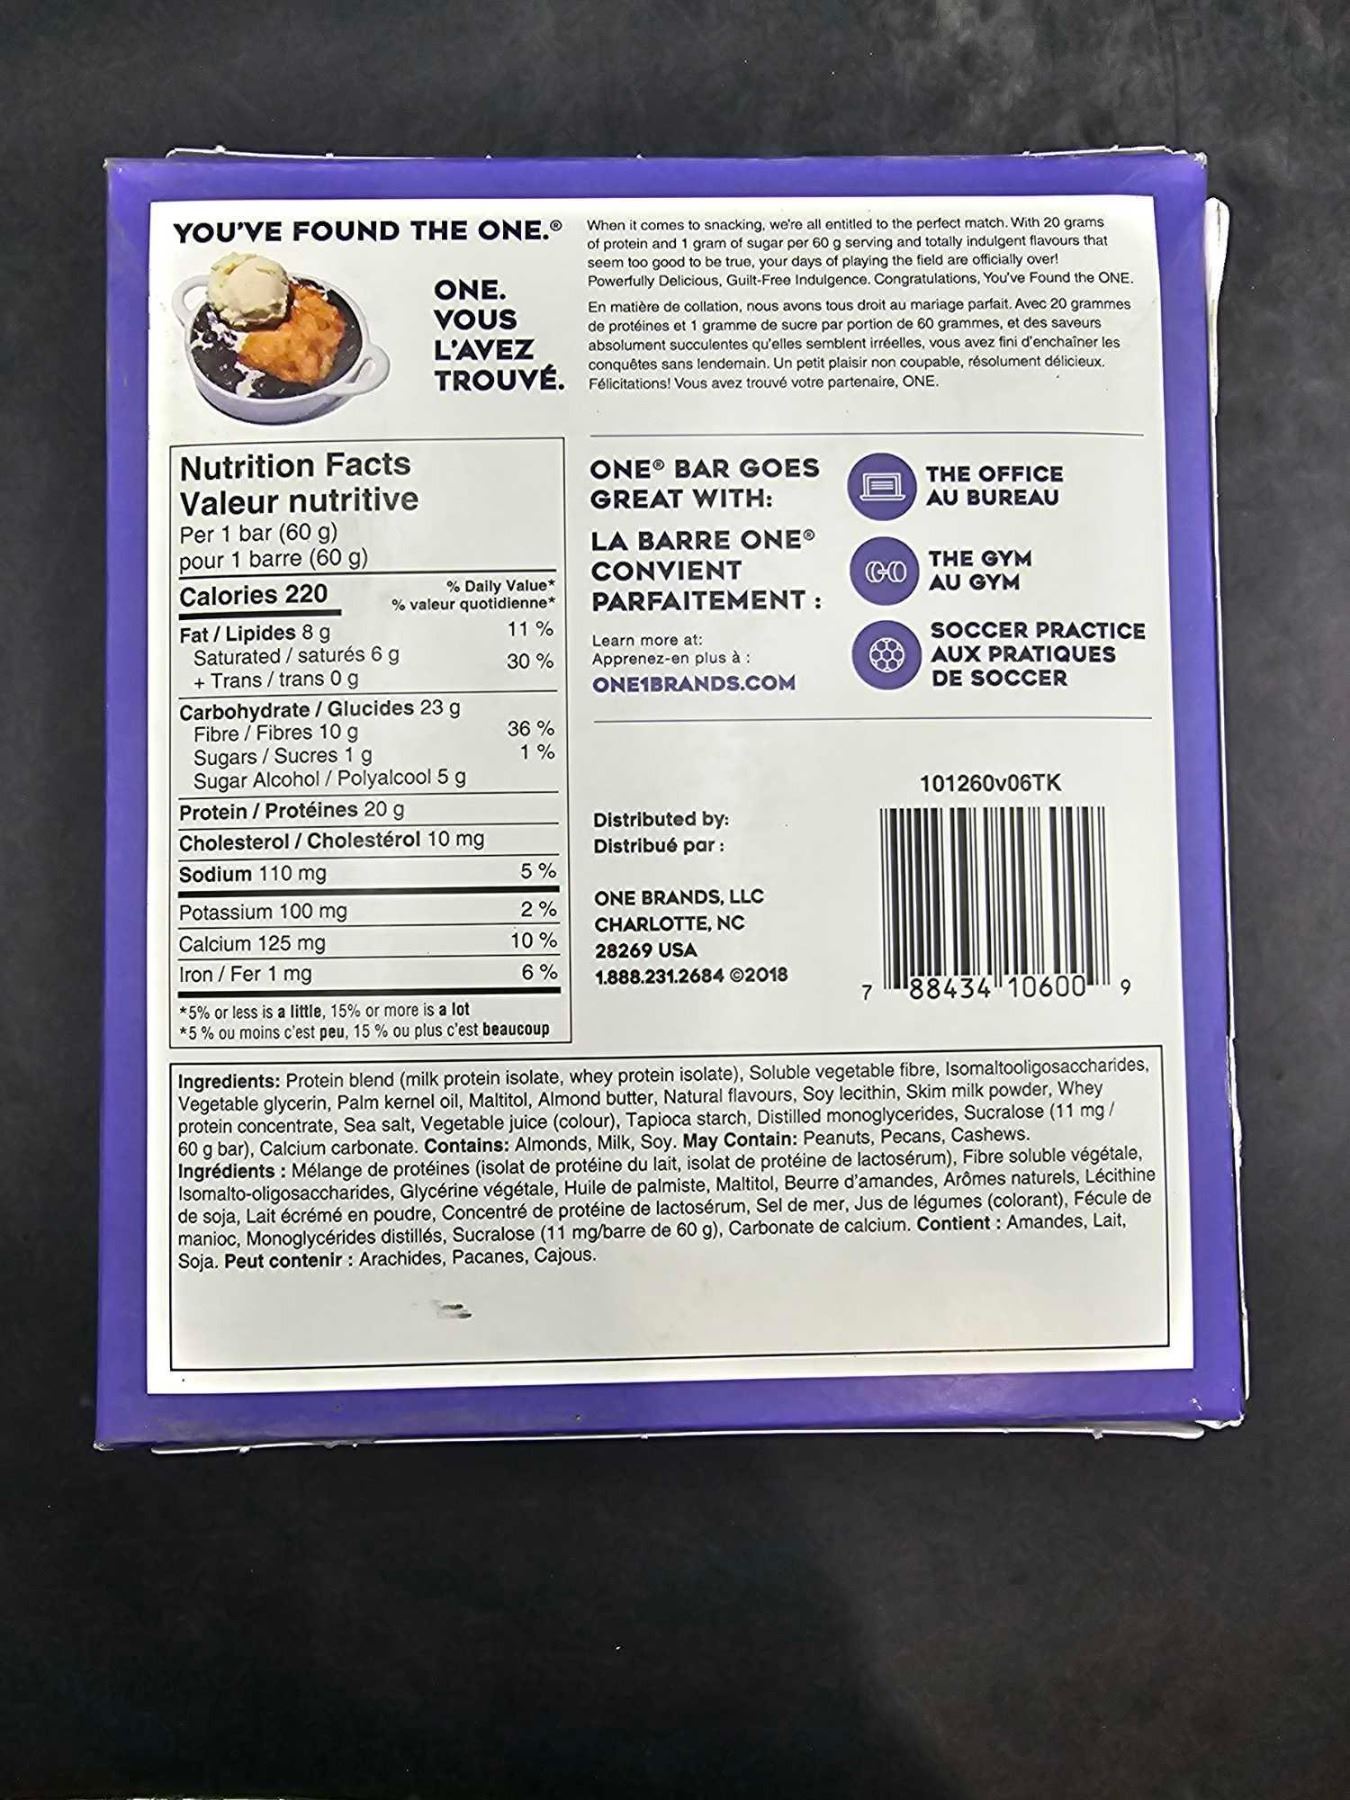 YOU'VE FOUND THE ONE.®
ONE.
VOUS
L'AVEZ
TROUVÉ.
When it comes to snacking, we're all entitled to the perfect match. With 20 grams
of protein and 1 gram of sugar per 60 g serving and totally indulgent flavours that
seem too good to be true, your days of playing the field are officially over!
Powerfully Delicious, Guilt-Free Indulgence. Congratulations, You've Found the ONE.
En matière de collation, nous avons tous droit au mariage parfait. Avec 20 grammes
de protéines et 1 gramme de sucre par portion de 60 grammes, et des saveurs
absolument succulentes qu'elles semblent irréelles, vous avez fini d'enchaîner les
conquêtes sans lendemain. Un petit plaisir non coupable, résolument délicieux.
Félicitations! Vous avez trouvé votre partenaire, ONE.
Nutrition Facts
Valeur nutritive
Per 1 bar (60 g)
pour 1 barre (60 g)
Calories 220
% Daily Value*
% valeur quotidienne*
Fat / Lipides 8 g 11 %
Saturated / saturés 6 g
+ Trans / trans 0 g 30 %
Carbohydrate / Glucides 23 g
Fibre / Fibres 10 g 36 %
Sugars / Sucres 1 g 1 %
Sugar Alcohol / Polyalcool 5 g
Protein / Protéines 20 g
Cholesterol / Cholestérol 10 mg
Sodium 110 mg 5 %
Potassium 100 mg 2 %
Calcium 125 mg 10 %
Iron / Fer 1 mg 6 %
*5% or less is a little, 15% or more is a lot
*5 % ou moins c'est peu, 15 % ou plus c'est beaucoup
ONE® BAR GOES
GREAT WITH:
LA BARRE ONE®
CONVIENT
PARFAITEMENT :
Learn more at:
Apprenez-en plus à :
ONE1BRANDS.COM
THE OFFICE
AU BUREAU
THE GYM
AU GYM
SOCCER PRACTICE
AUX PRATIQUES
DE SOCCER
Distributed by:
Distribué par :
ONE BRANDS, LLC
CHARLOTTE, NC
28269 USA
1.888.231.2684 ©2018
101260v06TK
7 88434 10600 9
Ingredients: Protein blend (milk protein isolate, whey protein isolate), Soluble vegetable fibre, Isomaltooligosaccharides,
Vegetable glycerin, Palm kernel oil, Maltitol, Almond butter, Natural flavours, Soy lecithin, Skim milk powder, Whey
protein concentrate, Sea salt, Vegetable juice (colour), Tapioca starch, Distilled monoglycerides, Sucralose (11 mg /
60 g bar), Calcium carbonate. Contains: Almonds, Milk, Soy. May Contain: Peanuts, Pecans, Cashews.
Ingrédients : Mélange de protéines (isolat de protéine du lait, isolat de protéine de lactosérum), Fibre soluble végétale,
Isomalto-oligosaccharides, Glycérine végétale, Huile de palmiste, Maltitol, Beurre d'amandes, Arômes naturels, Lécithine
de soja, Lait écrémé en poudre, Concentré de protéine de lactosérum, Sel de mer, Jus de légumes (colorant), Fécule de
manioc, Monoglycérides distillés, Sucralose (11 mg/barre de 60 g), Carbonate de calcium. Contient : Amandes, Lait,
Soja. Peut contenir : Arachides, Pacanes, Cajous.